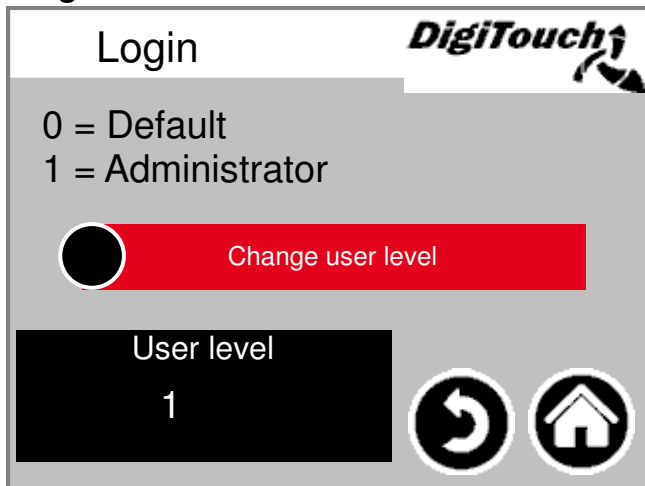 Login
DigiTouch
0 = Default
1 = Administrator
Change user level
User level
1